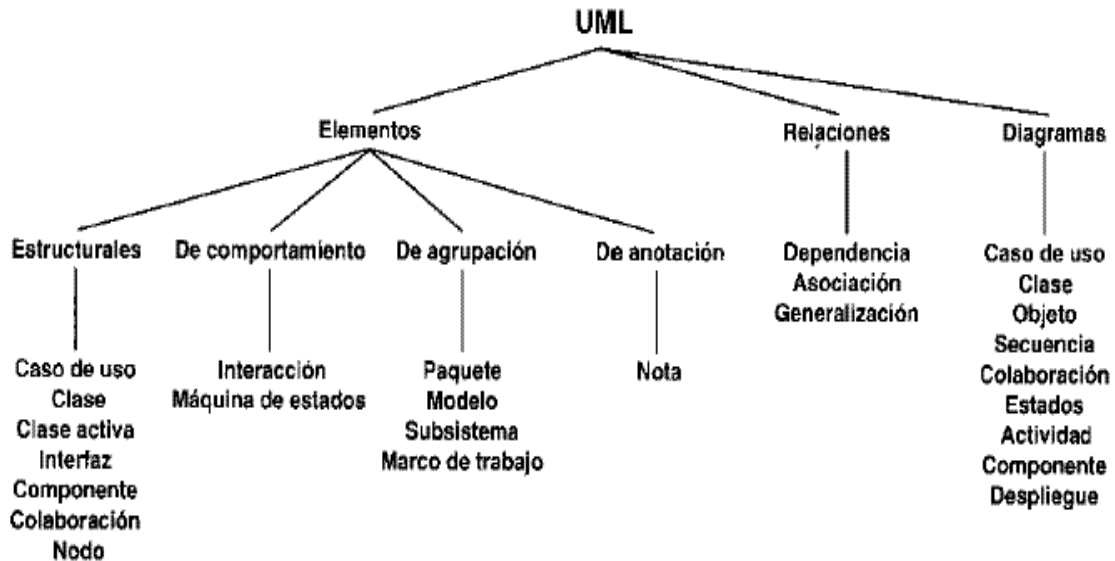 UML
Elementos
Relaciones
Diagramas
Estructurales
De comportamiento
De agrupación
De anotación
Dependencia
Asociación
Generalización
Caso de uso
Clase
Objeto
Secuencia
Colaboración
Estados
Actividad
Componente
Despliegue
Caso de uso
Clase
Clase activa
Interfaz
Componente
Colaboración
Nodo
Interacción
Máquina de estados
Paquete
Modelo
Subsistema
Marco de trabajo
Nota